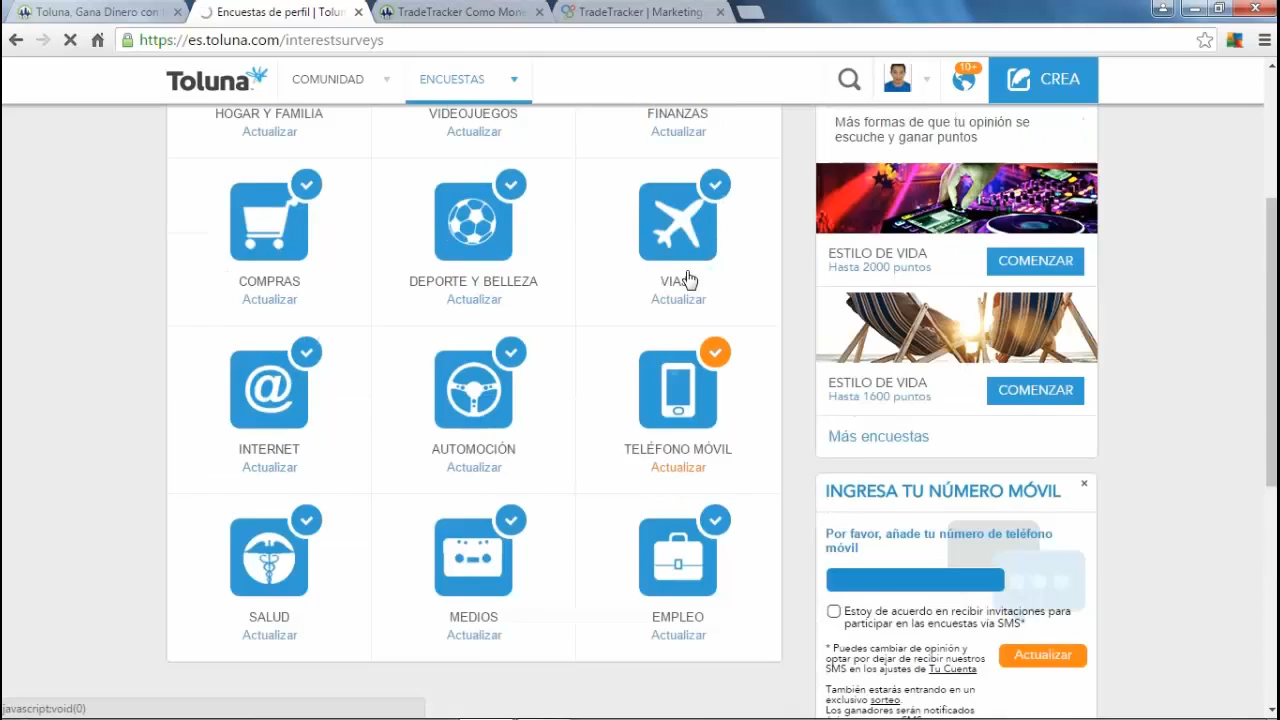 Toluna, Gana Dinero con
Encuestas de perfil | Tolun
TradeTracker Como Mone
TradeTracker | Marketing
https://es.toluna.com/interestsurveys
Toluna
COMUNIDAD
ENCUESTAS
10+
CREA
HOGAR Y FAMILIA
VIDEOJUEGOS
FINANZAS
Actualizar
Actualizar
Actualizar
COMPRAS
DEPORTE Y BELLEZA
Actualizar
Actualizar
Actualizar
INTERNET
AUTOMOCIÓN
TELÉFONO MÓVIL
Actualizar
Actualizar
Actualizar
SALUD
MEDIOS
EMPLEO
Actualizar
Actualizar
Actualizar
Más formas de que tu opinión se
escuche y ganar puntos
ESTILO DE VIDA
Hasta 2000 puntos
COMENZAR
ESTILO DE VIDA
Hasta 1600 puntos
COMENZAR
Más encuestas
INGRESA TU NÚMERO MÓVIL
Por favor, añade tu número de teléfono
móvil
Estoy de acuerdo en recibir invitaciones para
participar en las encuestas vía SMS*
* Puedes cambiar de opinión y
optar por dejar de recibir nuestros
SMS en los ajustes de Tu Cuenta
Actualizar
También estarás entrando en un
exclusivo sorteo.
Los ganadores serán notificados
javascript:void(0)